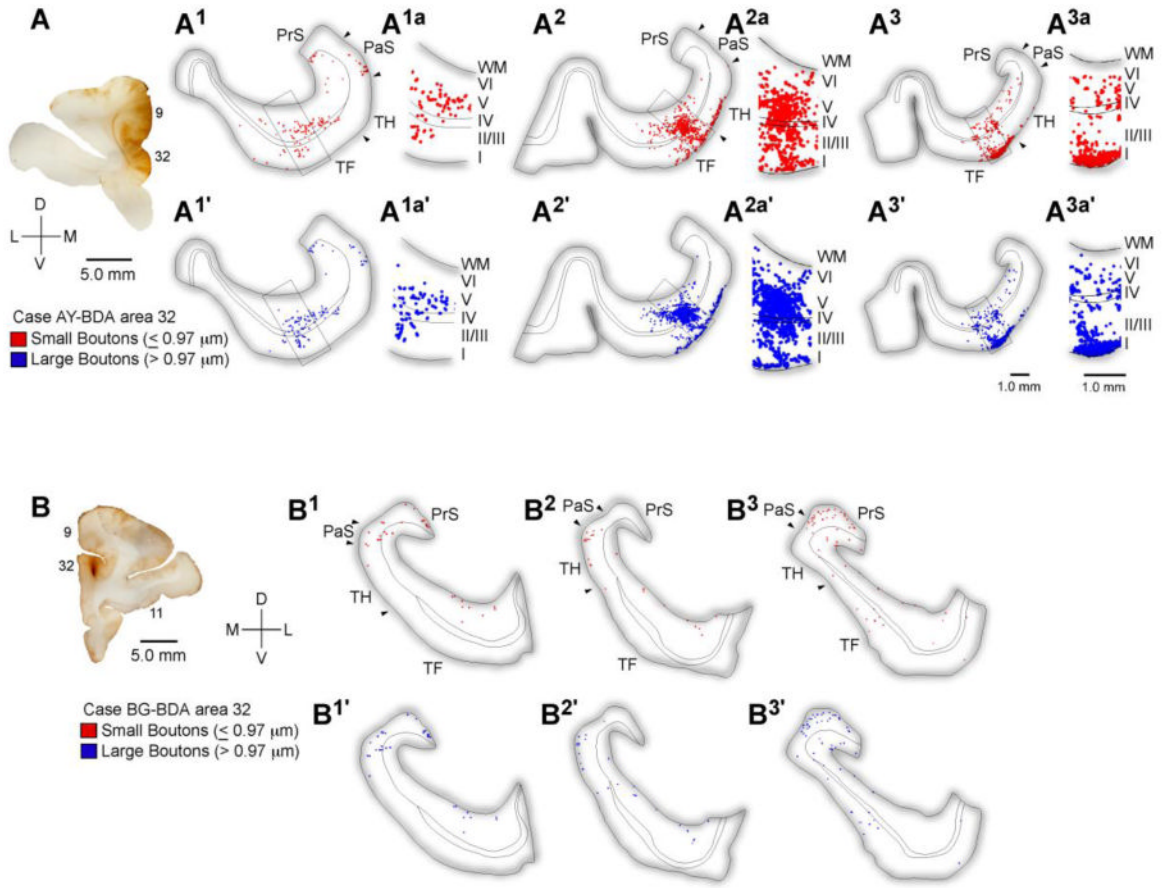 A
9
32
D
L M
V
5.0 mm
Case AY-BDA area 32
Small Boutons (≤ 0.97 μm)
Large Boutons (> 0.97 μm)
A1
PrS
PaS
TH
TF
A1a
WM
VI
V
IV
II/III
I
A2
PrS
PaS
TH
TF
A2a
WM
VI
V
IV
II/III
I
A3
PrS
PaS
TH
TF
A3a
WM
VI
V
IV
II/III
I
A1'
A1a'
WM
VI
V
IV
II/III
I
A2'
A2a'
WM
VI
V
IV
II/III
I
A3'
1.0 mm
A3a'
WM
VI
V
IV
II/III
I
1.0 mm
B
9
32
11
5.0 mm
D
M L
V
Case BG-BDA area 32
Small Boutons (≤ 0.97 μm)
Large Boutons (> 0.97 μm)
B1
PrS
PaS
TH
TF
B2
PaS
PrS
TH
TF
B3
PaS
PrS
TH
TF
B1'
B2'
B3'